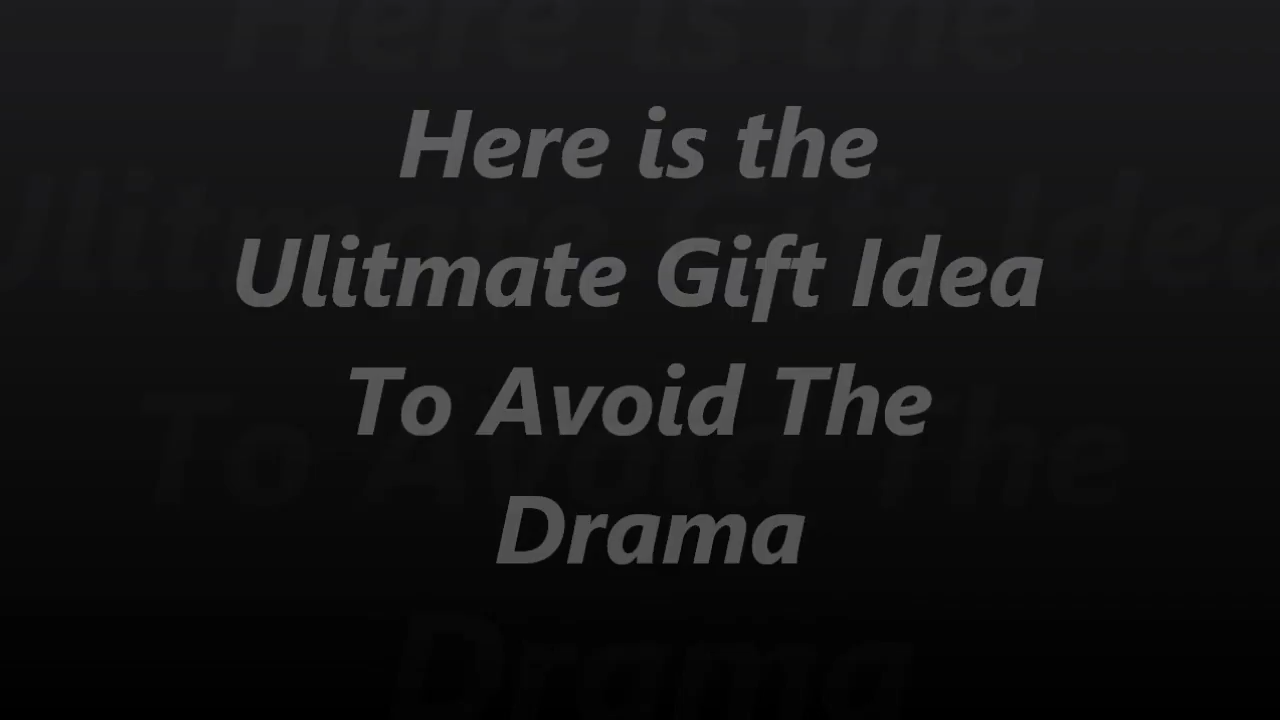 Here is the
Ulitmate Gift Idea
To Avoid The
Drama